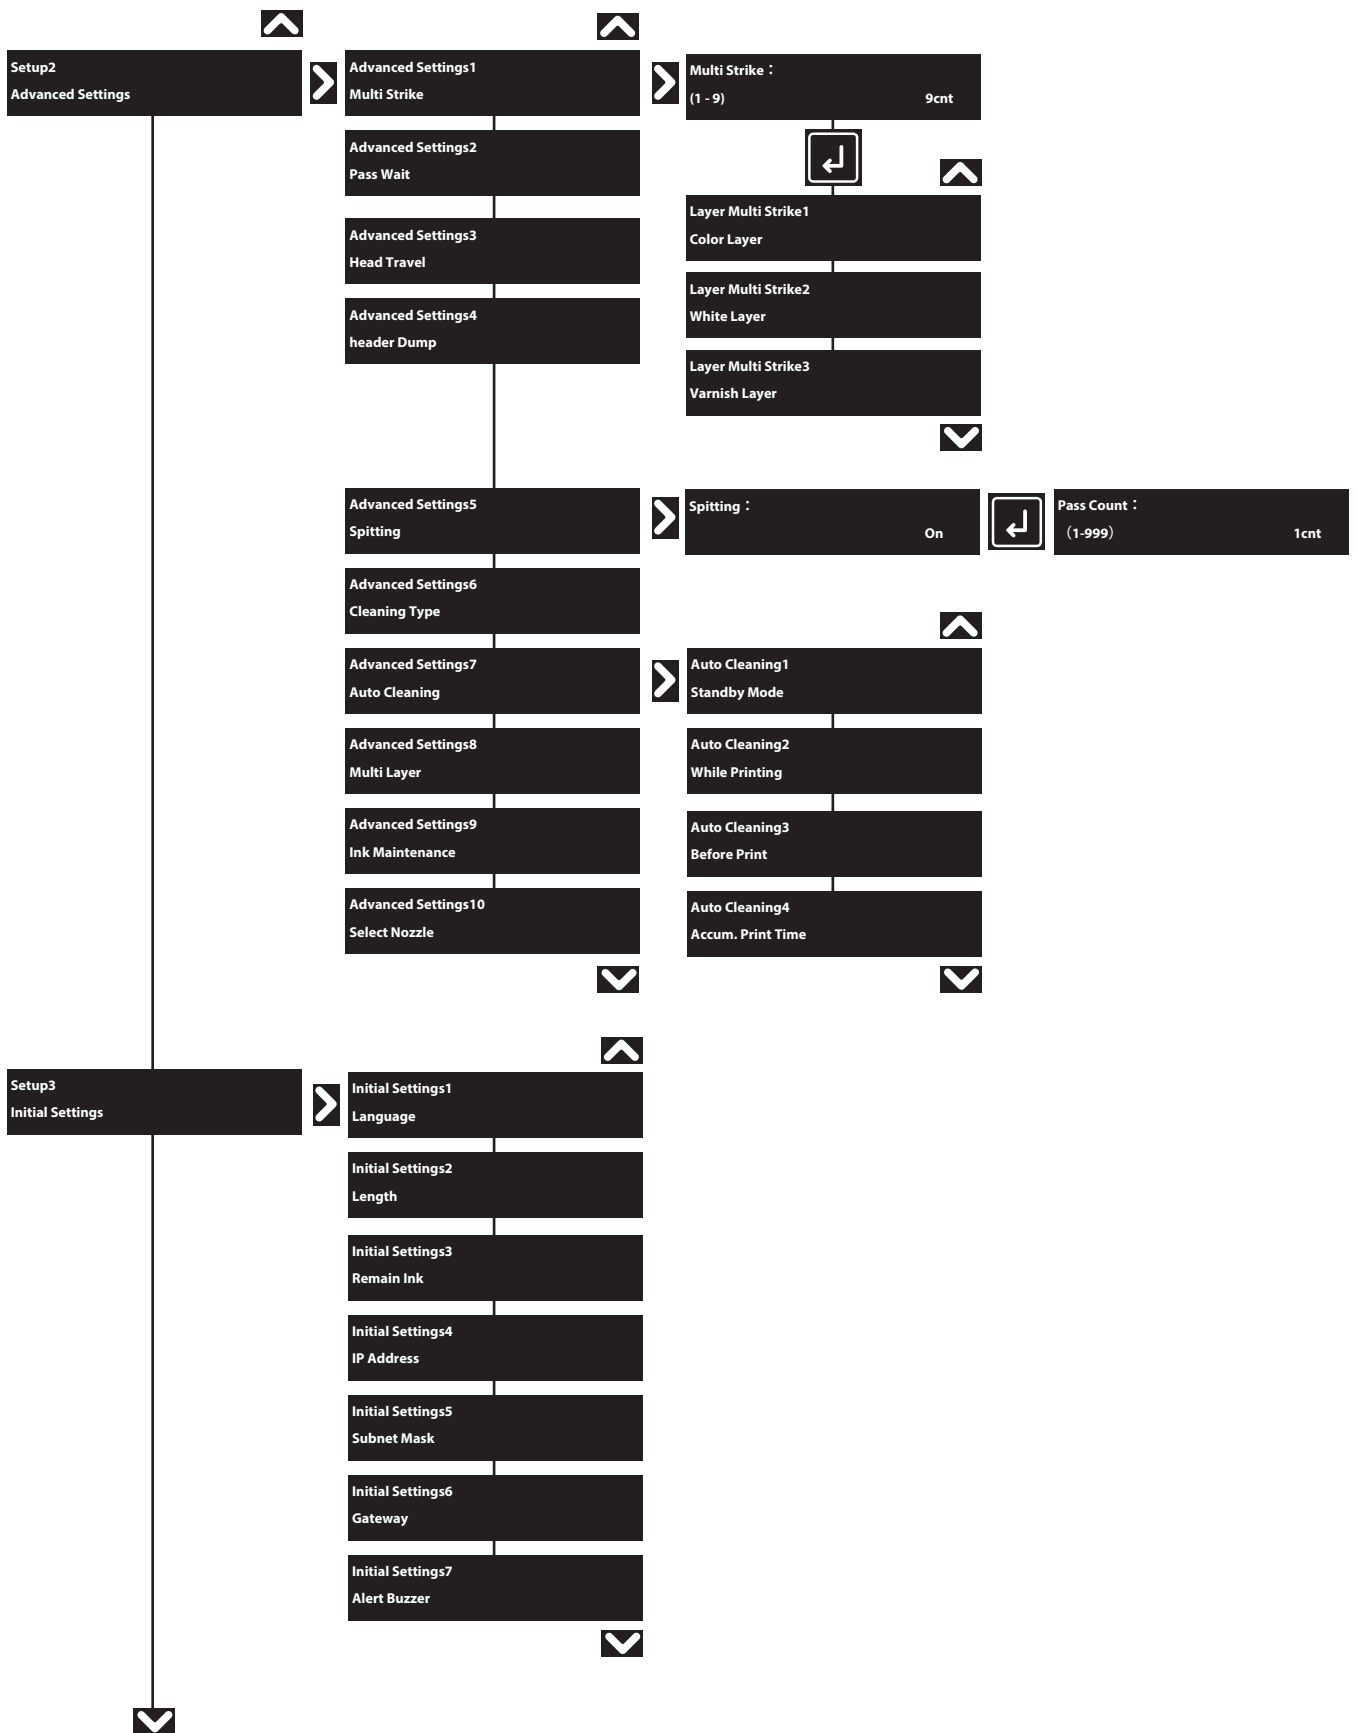 Setup2
Advanced Settings
Advanced Settings1
Multi Strike
Multi Strike：
(1 - 9) 9cnt
Advanced Settings2
Pass Wait
Layer Multi Strike1
Color Layer
Advanced Settings3
Head Travel
Layer Multi Strike2
White Layer
Advanced Settings4
header Dump
Layer Multi Strike3
Varnish Layer
Advanced Settings5
Spitting
Spitting：
On
Pass Count：
（1-999） 1cnt
Advanced Settings6
Cleaning Type
Advanced Settings7
Auto Cleaning
Auto Cleaning1
Standby Mode
Advanced Settings8
Multi Layer
Auto Cleaning2
While Printing
Advanced Settings9
Ink Maintenance
Auto Cleaning3
Before Print
Advanced Settings10
Select Nozzle
Auto Cleaning4
Accum. Print Time
Setup3
Initial Settings
Initial Settings1
Language
Initial Settings2
Length
Initial Settings3
Remain Ink
Initial Settings4
IP Address
Initial Settings5
Subnet Mask
Initial Settings6
Gateway
Initial Settings7
Alert Buzzer